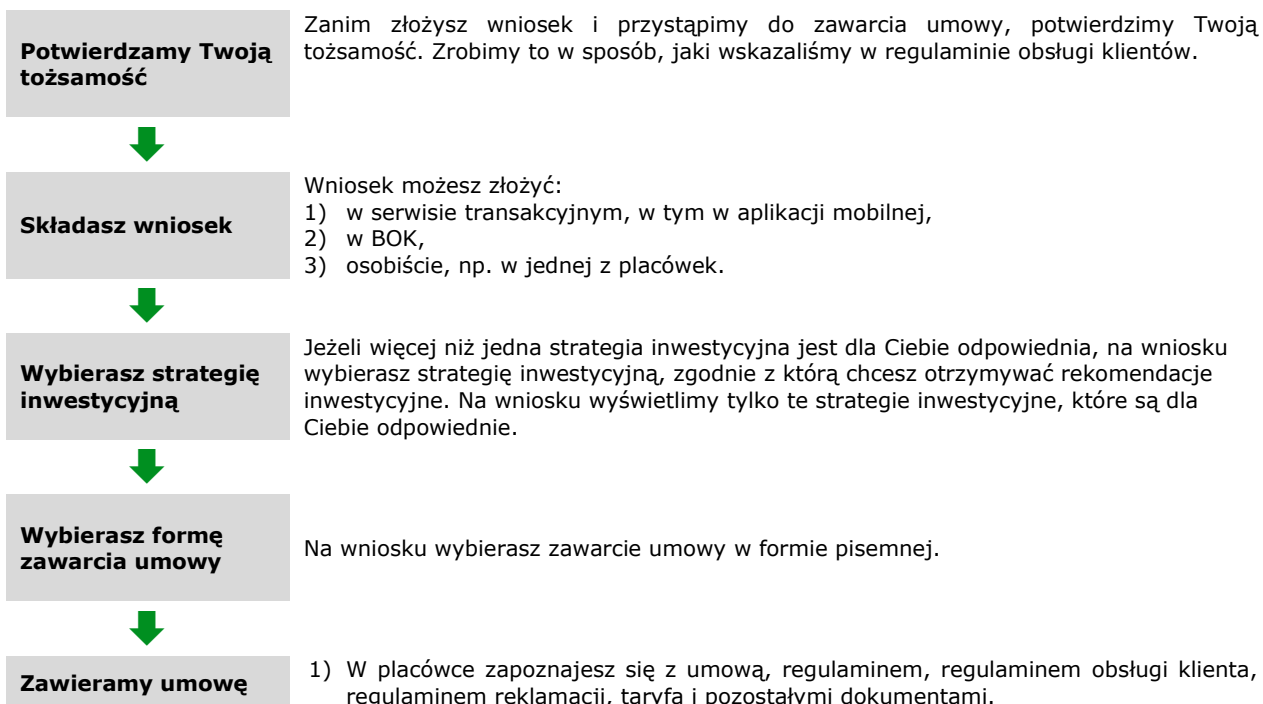 Potwierdzamy Twoją
tożsamość
Zanim złożysz wniosek i przystąpimy do zawarcia umowy, potwierdzimy Twoją
tożsamość. Zrobimy to w sposób, jaki wskazaliśmy w regulaminie obsługi klientów.
Składasz wniosek
Wniosek możesz złożyć:
1) w serwisie transakcyjnym, w tym w aplikacji mobilnej,
2) w BOK,
3) osobiście, np. w jednej z placówek.
Wybierasz strategię
inwestycyjną
Jeżeli więcej niż jedna strategia inwestycyjna jest dla Ciebie odpowiednia, na wniosku
wybierasz strategię inwestycyjną, zgodnie z którą chcesz otrzymywać rekomendacje
inwestycyjne. Na wniosku wyświetlimy tylko te strategie inwestycyjne, które są dla
Ciebie odpowiednie.
Wybierasz formę
zawarcia umowy
Na wniosku wybierasz zawarcie umowy w formie pisemnej.
Zawieramy umowę
1) W placówce zapoznajesz się z umową, regulaminem, regulaminem obsługi klienta,
regulaminem reklamacji, taryfą i pozostałymi dokumentami.